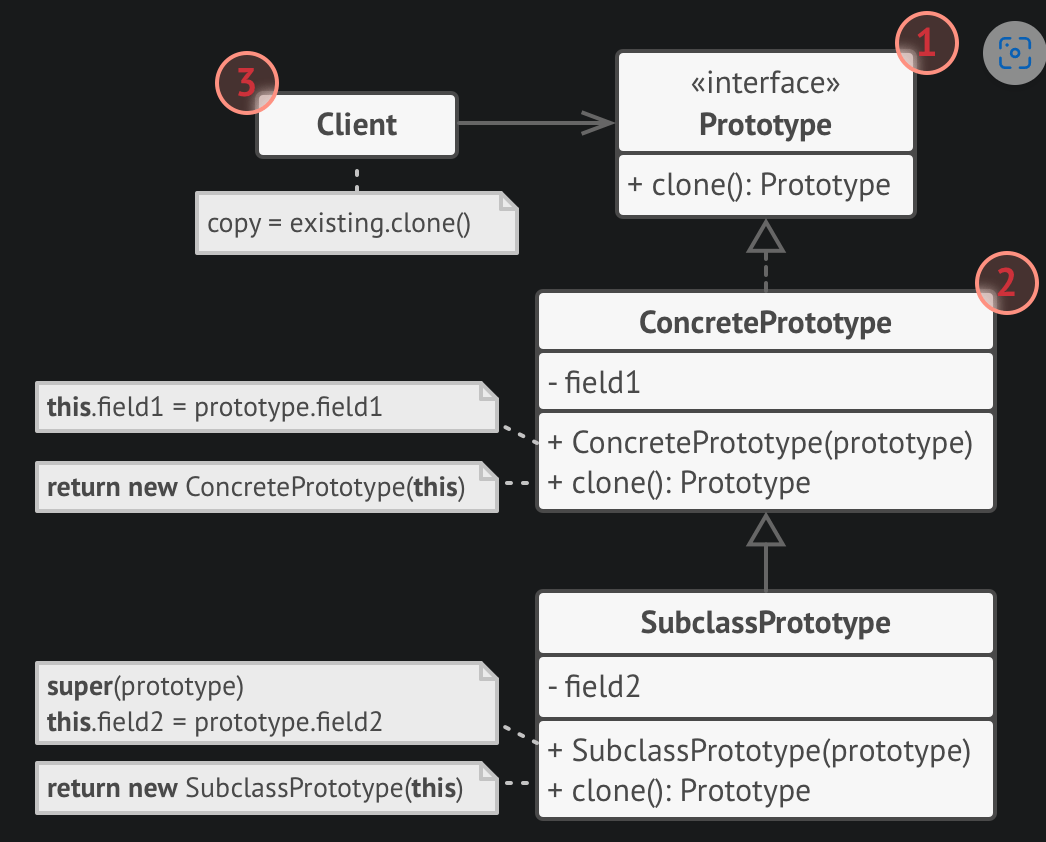 1
«interface»
Prototype
+ clone(): Prototype
3
Client
copy = existing.clone()
2
ConcretePrototype
- field1
+ ConcretePrototype(prototype)
+ clone(): Prototype
this.field1 = prototype.field1
return new ConcretePrototype(this)
SubclassPrototype
- field2
+ SubclassPrototype(prototype)
+ clone(): Prototype
super(prototype)
this.field2 = prototype.field2
return new SubclassPrototype(this)